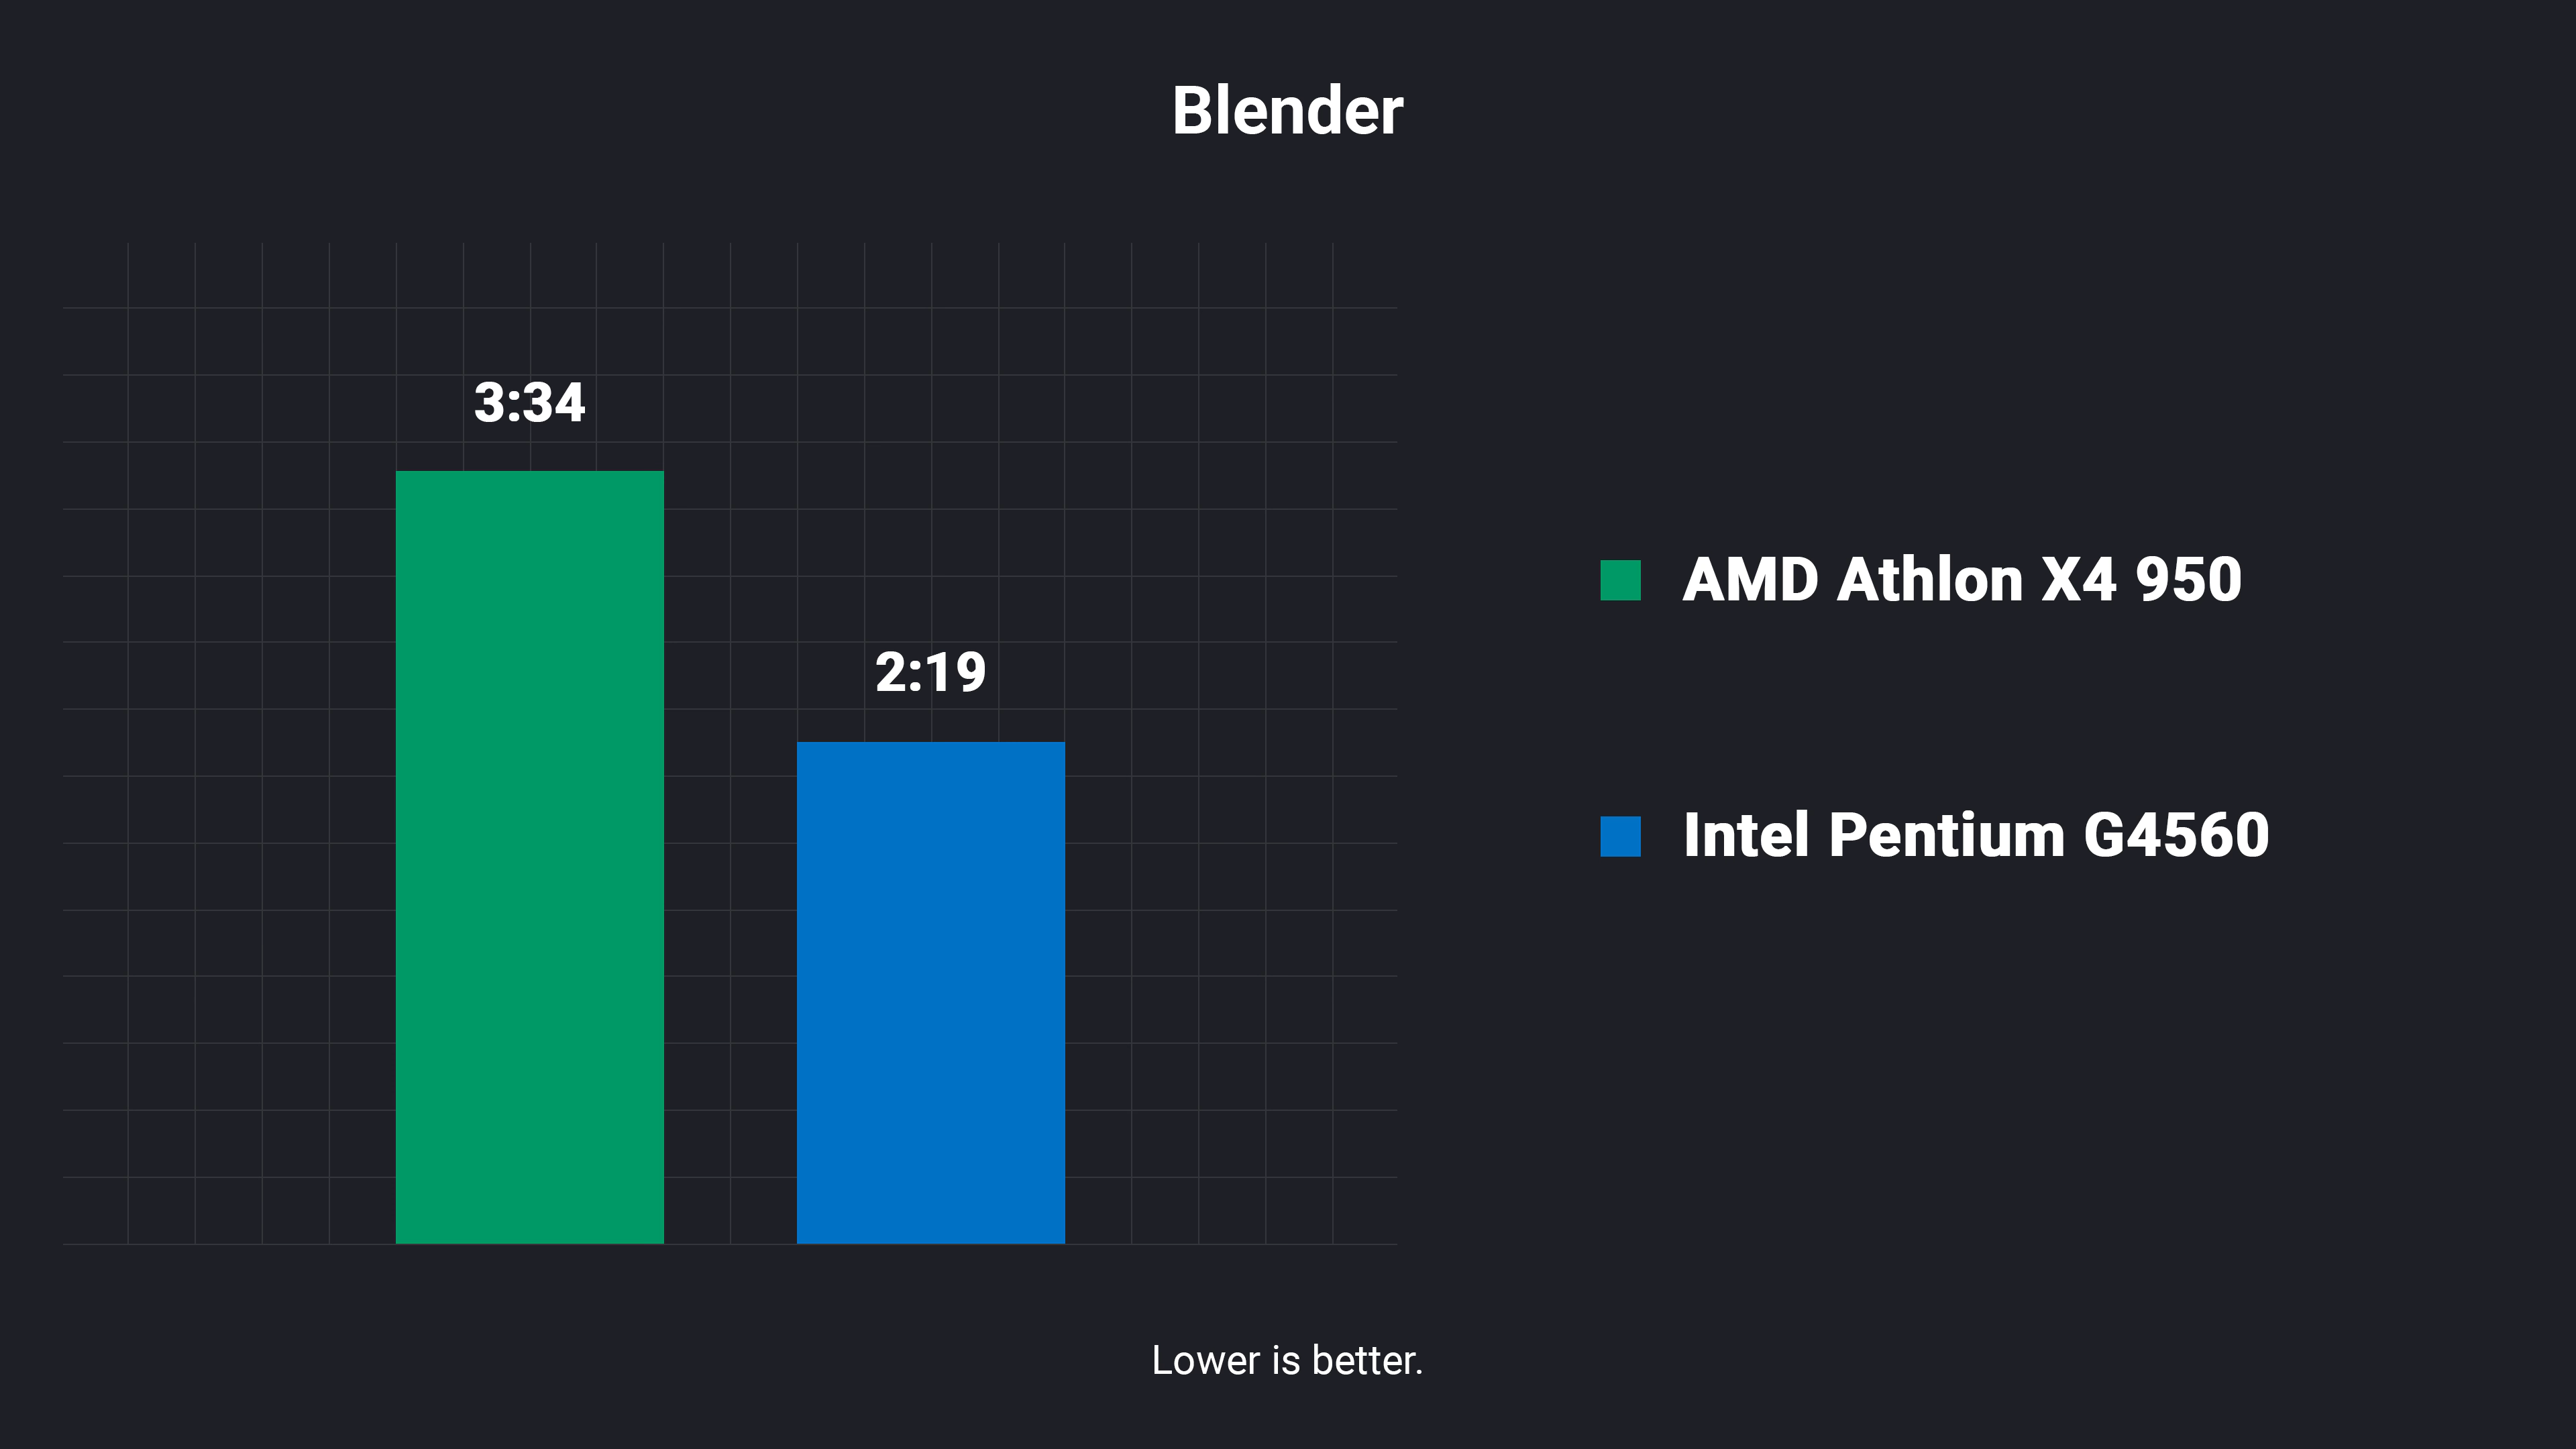 Blender
3:34
2:19
AMD Athlon X4 950
Intel Pentium G4560
Lower is better.